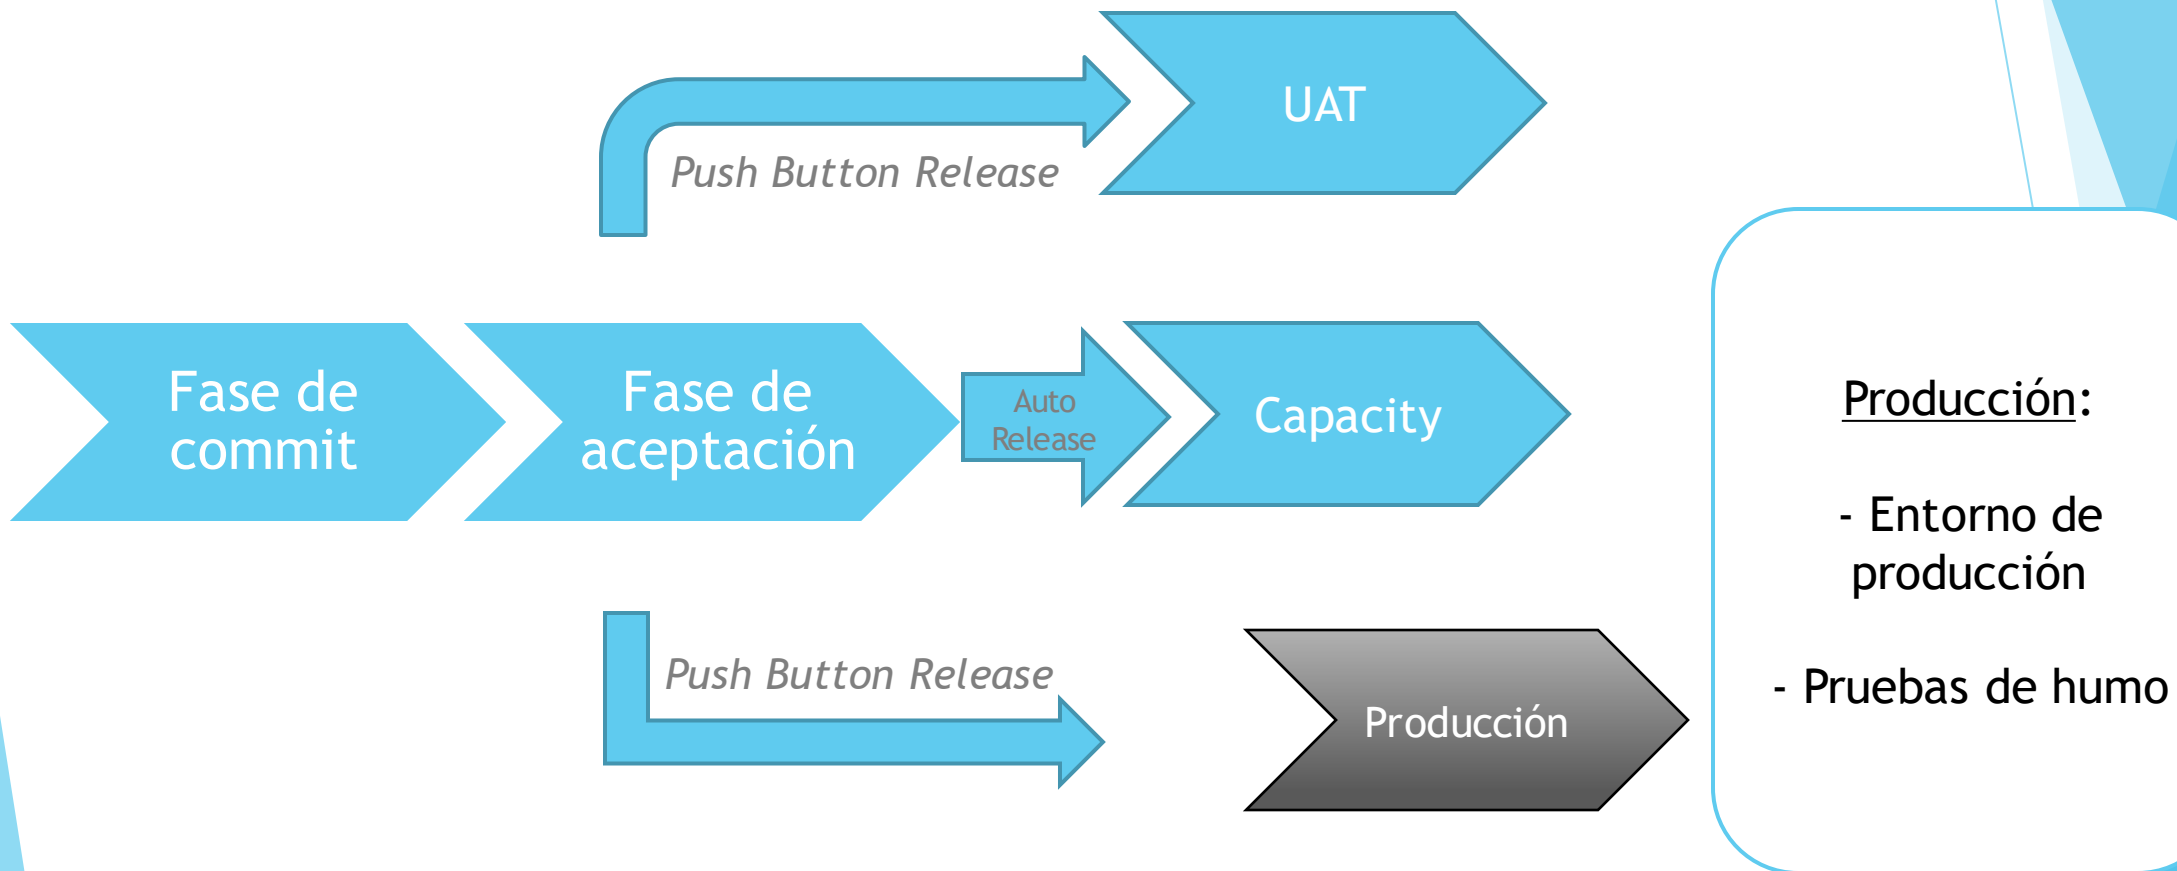 UAT
Push Button Release
Fase de
commit
Fase de
aceptación
Auto
Release
Capacity
Push Button Release
Producción
Producción:
- Entorno de
producción
- Pruebas de humo